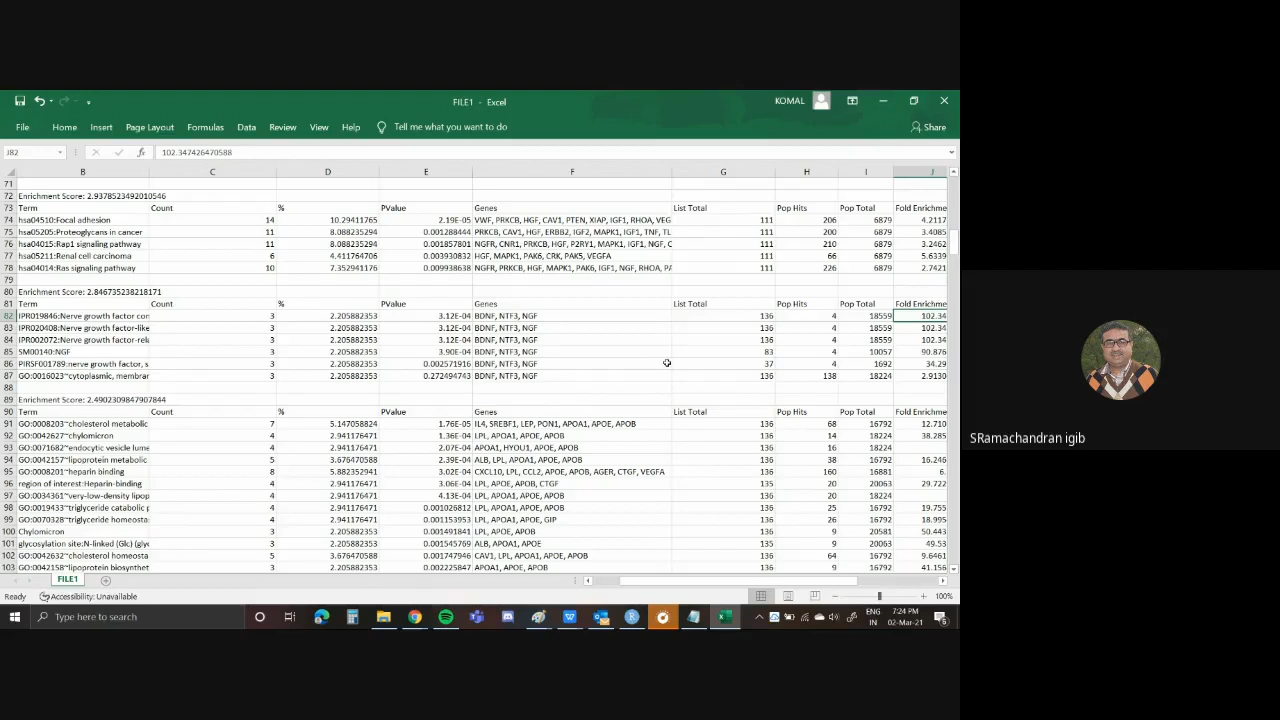 FILE1 - Excel KOMAL
File Home Insert Page Layout Formulas Data Review View Help Tell me what you want to do Share
J82 fx 102.347426470588
B C D E F G H I J
71
72 Enrichment Score: 2.9378523492010546
73 Term Count % PValue Genes List Total Pop Hits Pop Total Fold Enrichme
74 hsa04510:Focal adhesion 14 10.29411765 2.19E-05 VWF, PRKCB, HGF, CAV1, PTEN, XIAP, IGF1, RHOA, VEG 111 206 6879 4.2117
75 hsa05205:Proteoglycans in cancer 11 8.088235294 0.001288444 PRKCB, CAV1, HGF, ERBB2, IGF2, MAPK1, IGF1, TNF, TL 111 200 6879 3.4085
76 hsa04015:Rap1 signaling pathway 11 8.088235294 0.001857801 NGFR, CNR1, PRKCB, HGF, P2RY1, MAPK1, IGF1, NGF, C 111 210 6879 3.2462
77 hsa05211:Renal cell carcinoma 6 4.411764706 0.008732383 HGF, MAPK1, PAK6, CRK, PAK5, VEGFA 111 66 6879 5.6339
78 hsa04014:Ras signaling pathway 10 7.352941176 0.009938638 NGFR, PRKCB, HGF, MAPK1, PAK6, IGF1, NGF, RHOA, PA 111 226 6879 2.7421
79
80 Enrichment Score: 2.846735238218171
81 Term Count % PValue Genes List Total Pop Hits Pop Total Fold Enrichme
82 IPR019846:Nerve growth factor con 3 2.205882353 3.12E-04 BDNF, NTF3, NGF 136 4 18559 102.34
83 IPR020408:Nerve growth factor-like 3 2.205882353 3.12E-04 BDNF, NTF3, NGF 136 4 18559 102.34
84 IPR002072:Nerve growth factor-rela 3 2.205882353 3.12E-04 BDNF, NTF3, NGF 136 4 18559 102.34
85 SM00140:NGF 3 2.205882353 3.90E-04 BDNF, NTF3, NGF 83 4 10057 90.876
86 PIRSF001789:nerve growth factor, s 3 2.205882353 0.002571916 BDNF, NTF3, NGF 37 4 1692 34.29
87 GO:0016023~cytoplasmic, membran 3 2.205882353 0.272494743 BDNF, NTF3, NGF 136 138 18224 2.9130
88
89 Enrichment Score: 2.4902309847907844
90 Term Count % PValue Genes List Total Pop Hits Pop Total Fold Enrichme
91 GO:0008203~cholesterol metabolic 7 5.147058824 1.76E-05 IL4, SREBF1, LEP, PON1, APOA1, APOE, APOB 136 68 16792 12.710
92 GO:0042627~chylomicron 4 2.941176471 1.36E-04 LPL, APOA1, APOE, APOB 136 14 18224 38.285
93 GO:0071682~endocytic vesicle lume 4 2.941176471 2.07E-04 APOA1, HYOU1, APOE, APOB 136 16 18224
94 GO:0042157~lipoprotein metabolic 5 3.676470588 2.39E-04 ALB, LPL, APOA1, APOE, APOB 136 38 16792 16.246
95 GO:0008201~heparin binding 8 5.882352941 3.02E-04 CXCL10, LPL, CCL2, APOE, APOB, AGER, CTGF, VEGFA 136 160 16881 6.
96 region of interest:Heparin-binding 4 2.941176471 3.06E-04 LPL, APOE, APOB, CTGF 135 20 20063 29.722
97 GO:0034361~very-low-density lipop 4 2.941176471 4.13E-04 LPL, APOA1, APOE, APOB 136 20 18224
98 GO:0019433~triglyceride catabolic p 4 2.941176471 0.001026812 LPL, APOA1, APOE, APOB 136 25 16792 19.755
99 GO:0070328~triglyceride homeosta 4 2.941176471 0.001153953 LPL, APOA1, APOE, GIP 136 26 16792 18.995
100 Chylomicron 3 2.205882353 0.001491841 LPL, APOE, APOB 136 9 20581 50.443
101 glycosylation site:N-linked (Glc) (gly 3 2.205882353 0.001545769 ALB, APOA1, APOE 135 9 20063 49.53
102 GO:0042632~cholesterol homeosta 5 3.676470588 0.001747946 CAV1, LPL, APOA1, APOE, APOB 136 64 16792 9.6461
103 GO:0042158~lipoprotein biosynthet 3 2.205882353 0.002225847 APOA1, APOE, APOB 136 9 16792 41.156
FILE1
Ready Accessibility: Unavailable 100%
Type here to search ENG IN 7:24 PM 02-Mar-21 6
SRamachandran igib